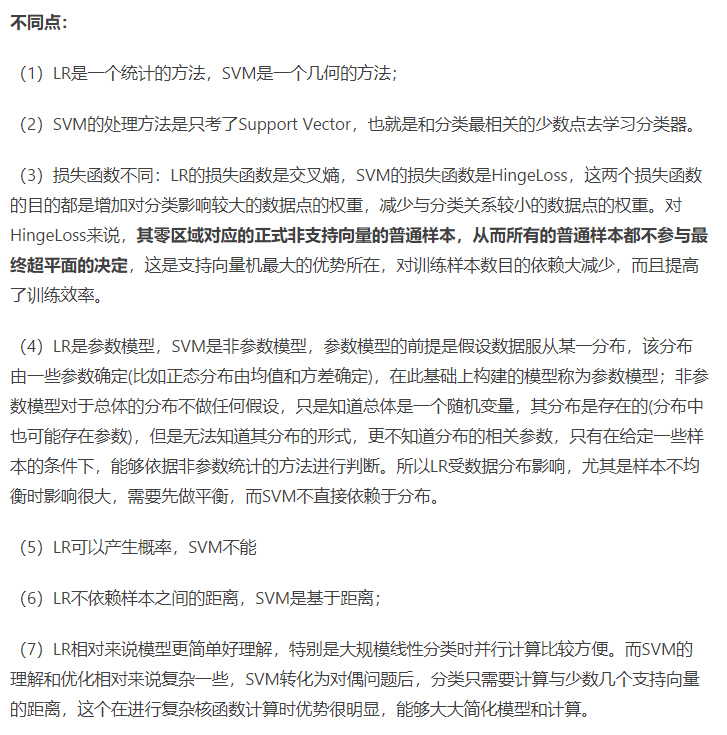 不同点：
（1）LR是一个统计的方法，SVM是一个几何的方法；
（2）SVM的处理方法是只考了Support Vector，也就是和分类最相关的少数点去学习分类器。
（3）损失函数不同：LR的损失函数是交叉熵，SVM的损失函数是HingeLoss，这两个损失函数
的目的都是增加对分类影响较大的数据点的权重，减少与分类关系较小的数据点的权重。对
HingeLoss来说，其零区域对应的正式非支持向量的普通样本，从而所有的普通样本都不参与最
终超平面的决定，这是支持向量机最大的优势所在，对训练样本数目的依赖大减少，而且提高
了训练效率。
（4）LR是参数模型，SVM是非参数模型，参数模型的前提是假设数据服从某一分布，该分布
由一些参数确定(比如正态分布由均值和方差确定)，在此基础上构建的模型称为参数模型；非参
数模型对于总体的分布不做任何假设，只是知道总体是一个随机变量，其分布是存在的(分布中
也可能存在参数)，但是无法知道其分布的形式，更不知道分布的相关参数，只有在给定一些样
本的条件下，能够依据非参数统计的方法进行判断。所以LR受数据分布影响，尤其是样本不均
衡时影响很大，需要先做平衡，而SVM不直接依赖于分布。
（5）LR可以产生概率，SVM不能
（6）LR不依赖样本之间的距离，SVM是基于距离；
（7）LR相对来说模型更简单好理解，特别是大规模线性分类时并行计算比较方便。而SVM的
理解和优化相对来说复杂一些，SVM转化为对偶问题后，分类只需要计算与少数几个支持向量
的距离，这个在进行复杂核函数计算时优势很明显，能够大大简化模型和计算。